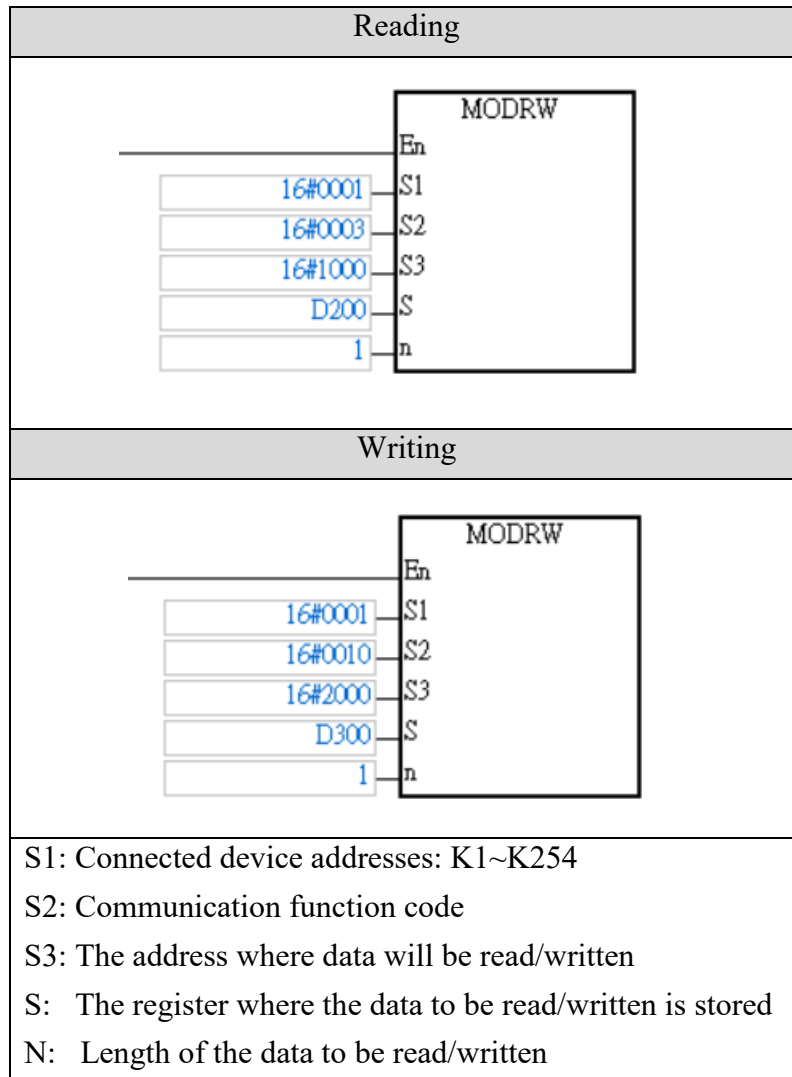 Reading
MODRW
En
16#0001 S1
16#0003 S2
16#1000 S3
D200 S
1 n
Writing
MODRW
En
16#0001 S1
16#0010 S2
16#2000 S3
D300 S
1 n
S1: Connected device addresses: K1~K254
S2: Communication function code
S3: The address where data will be read/written
S: The register where the data to be read/written is stored
N: Length of the data to be read/written